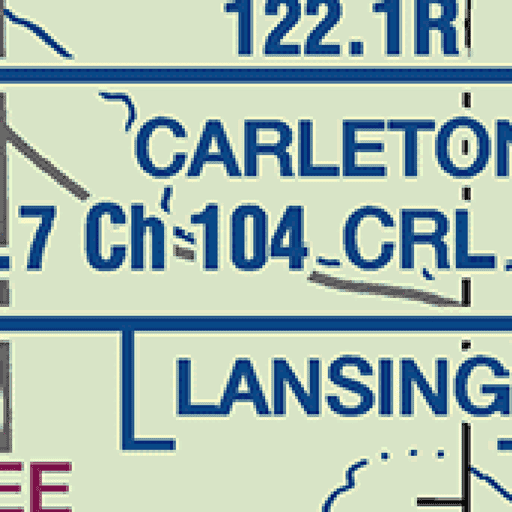 122.1R
CARLETON
.7 Ch 104 CRL.
LANSING
EE